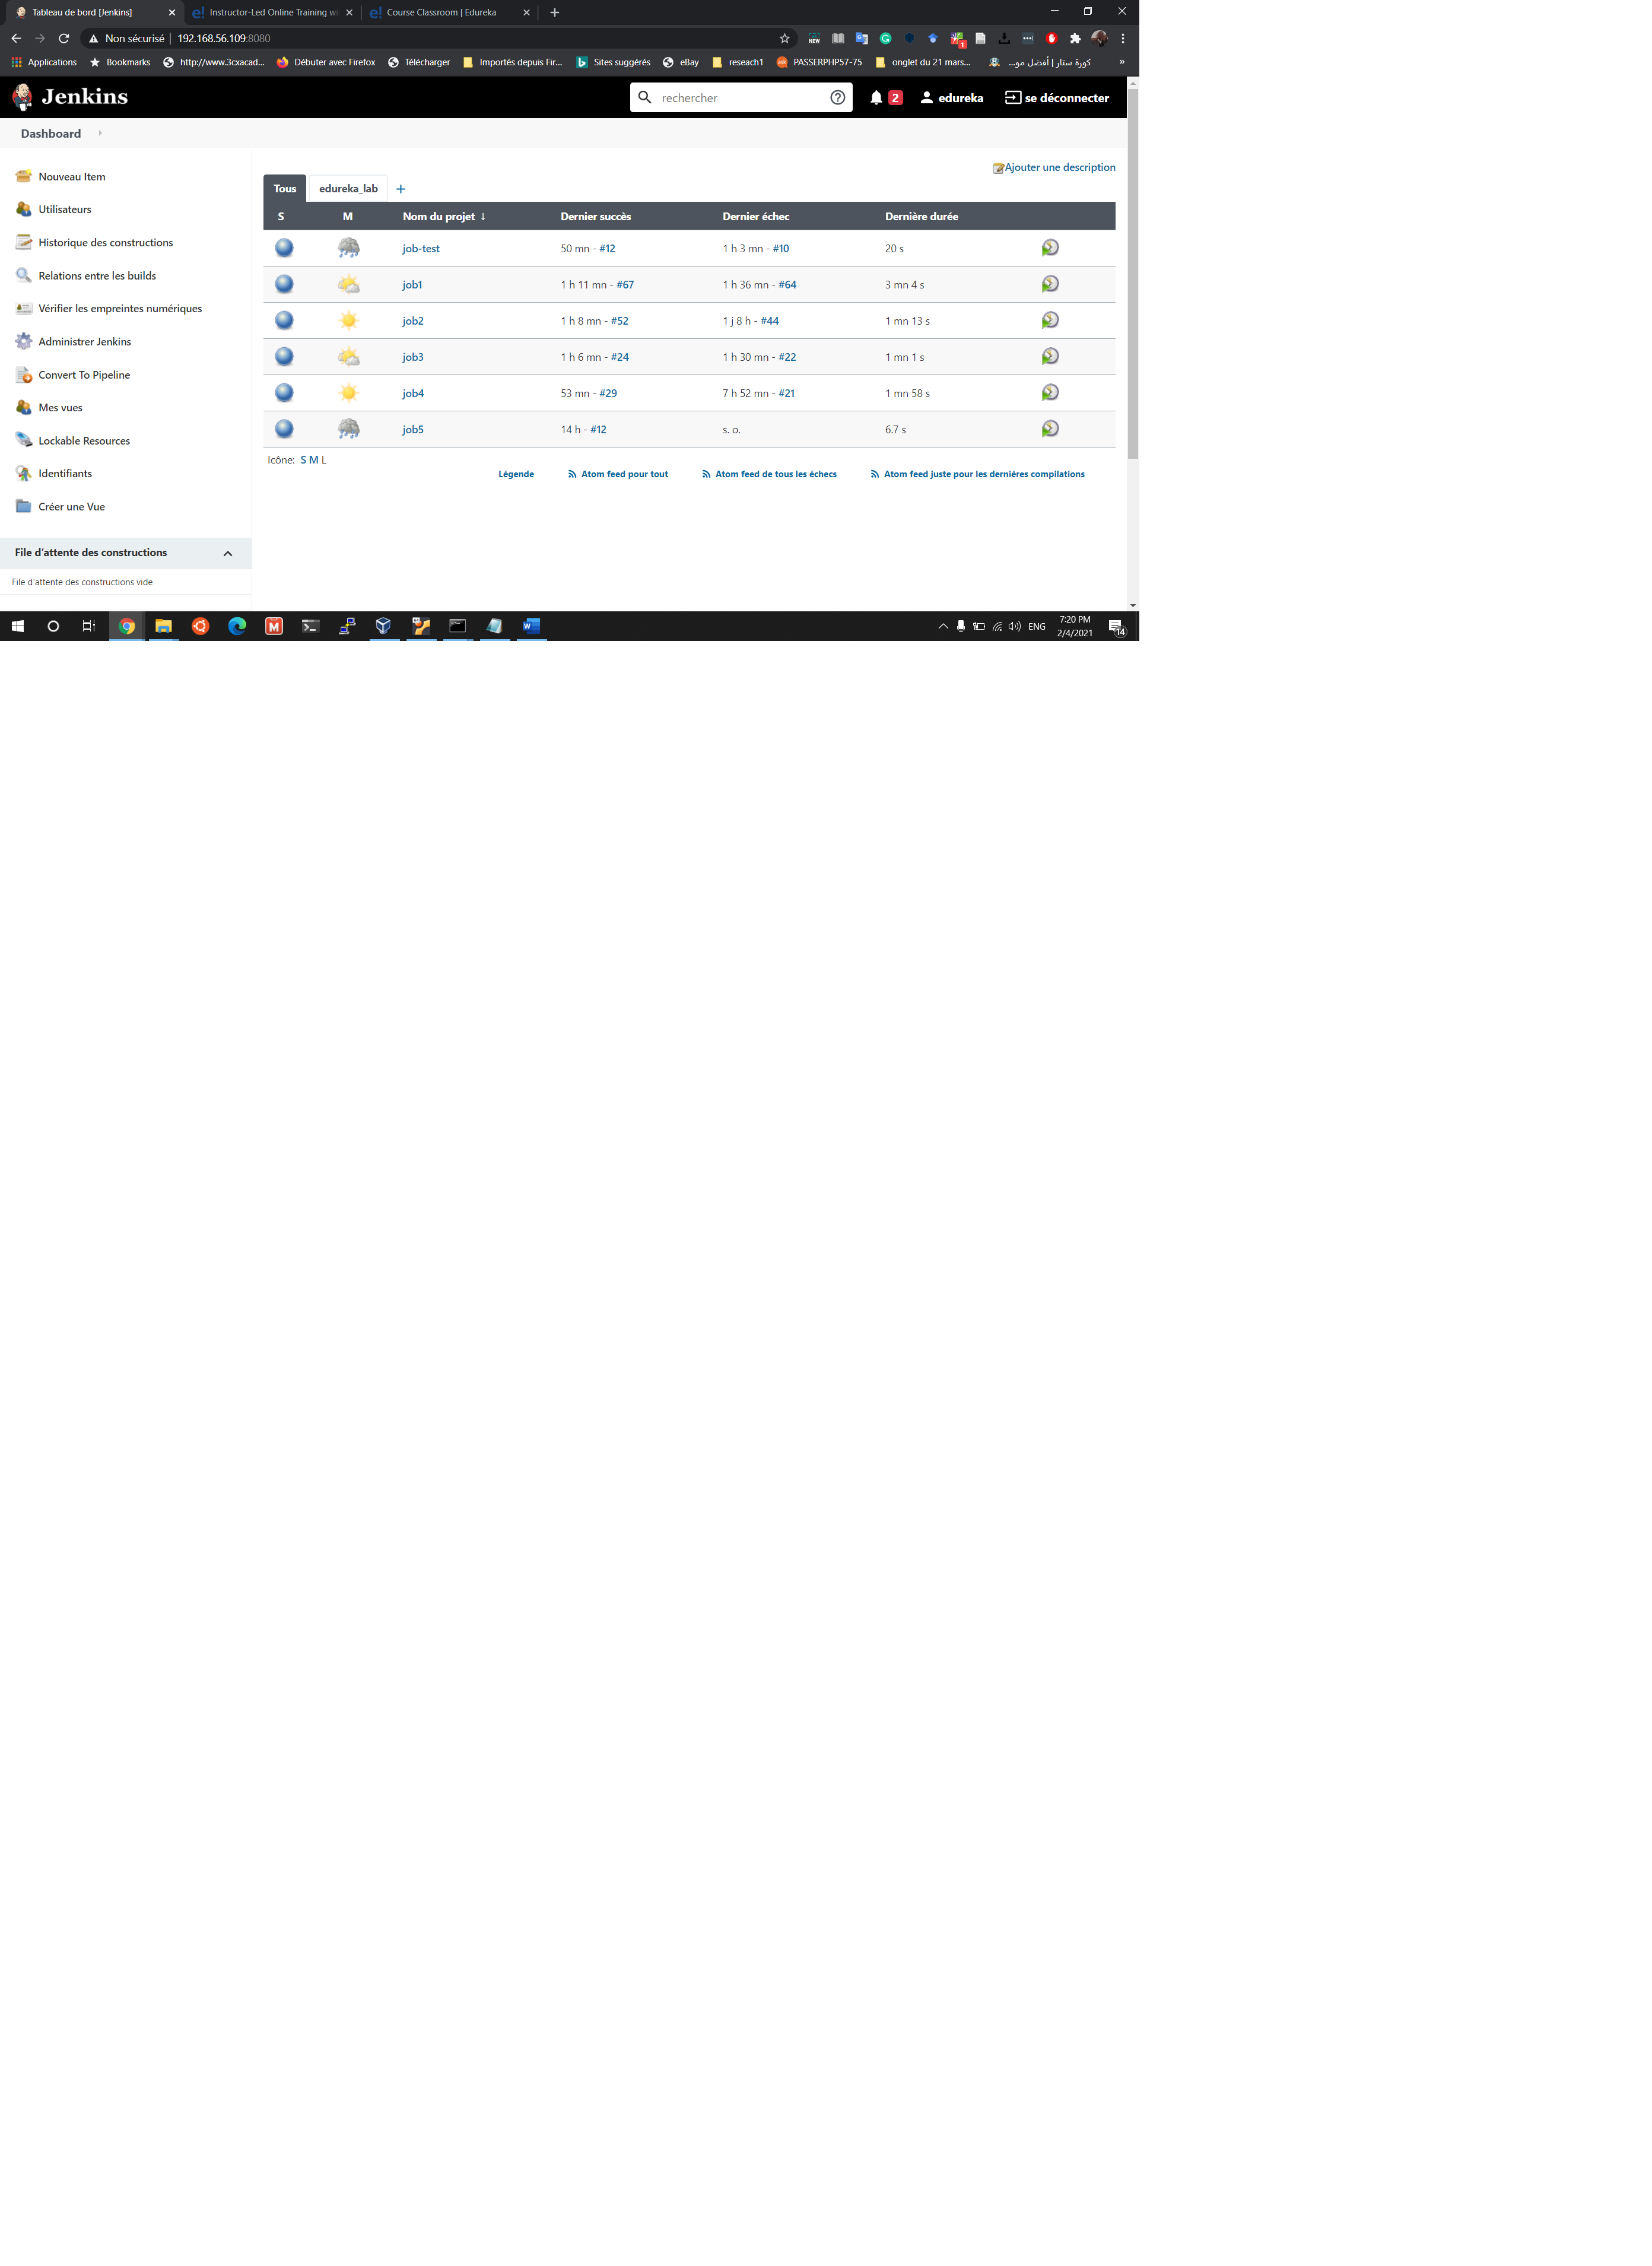 Tableau de bord [Jenkins]
Instructor-Led Online Training wi
Course Classroom | Edureka
Non sécurisé | 192.168.56.109:8080
NEW
1
Applications
Bookmarks
http://www.3cxacad...
Débuter avec Firefox
Télécharger
Importés depuis Fir...
Sites suggérés
eBay
reseach1
PASSERPHP57-75
onglet du 21 mars...
كورة ستار | أفضل مو...
»
Jenkins
rechercher
2
edureka
se déconnecter
Dashboard
Nouveau Item
Utilisateurs
Historique des constructions
Relations entre les builds
Vérifier les empreintes numériques
Administrer Jenkins
Convert To Pipeline
Mes vues
Lockable Resources
Identifiants
Créer une Vue
File d'attente des constructions
File d'attente des constructions vide
Ajouter une description
Tous edureka_lab +
S M Nom du projet ↓ Dernier succès Dernier échec Dernière durée
job-test 50 mn - #12 1 h 3 mn - #10 20 s
job1 1 h 11 mn - #67 1 h 36 mn - #64 3 mn 4 s
job2 1 h 8 mn - #52 1 j 8 h - #44 1 mn 13 s
job3 1 h 6 mn - #24 1 h 30 mn - #22 1 mn 1 s
job4 53 mn - #29 7 h 52 mn - #21 1 mn 58 s
job5 14 h - #12 s. o. 6.7 s
Icône: S M L
Légende Atom feed pour tout Atom feed de tous les échecs Atom feed juste pour les dernières compilations
ENG
7:20 PM
2/4/2021
14